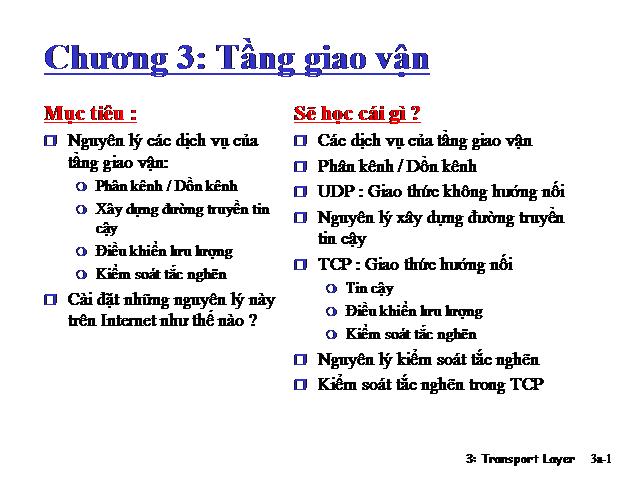 Chương 3: Tầng giao vận
Mục tiêu :
Nguyên lý các dịch vụ của
tầng giao vận:
Phân kênh / Dồn kênh
Xây dựng đường truyền tin
cậy
Điều khiển lưu lượng
Kiểm soát tắc nghẽn
Cài đặt những nguyên lý này
trên Internet như thế nào ?
Sẽ học cái gì ?
Các dịch vụ của tầng giao vận
Phân kênh / Dồn kênh
UDP : Giao thức không hướng nối
Nguyên lý xây dựng đường truyền
tin cậy
TCP : Giao thức hướng nối
Tin cậy
Điều khiển lưu lượng
Kiểm soát tắc nghẽn
Nguyên lý kiểm soát tắc nghẽn
Kiểm soát tắc nghẽn trong TCP
3: Transport Layer 3a-1